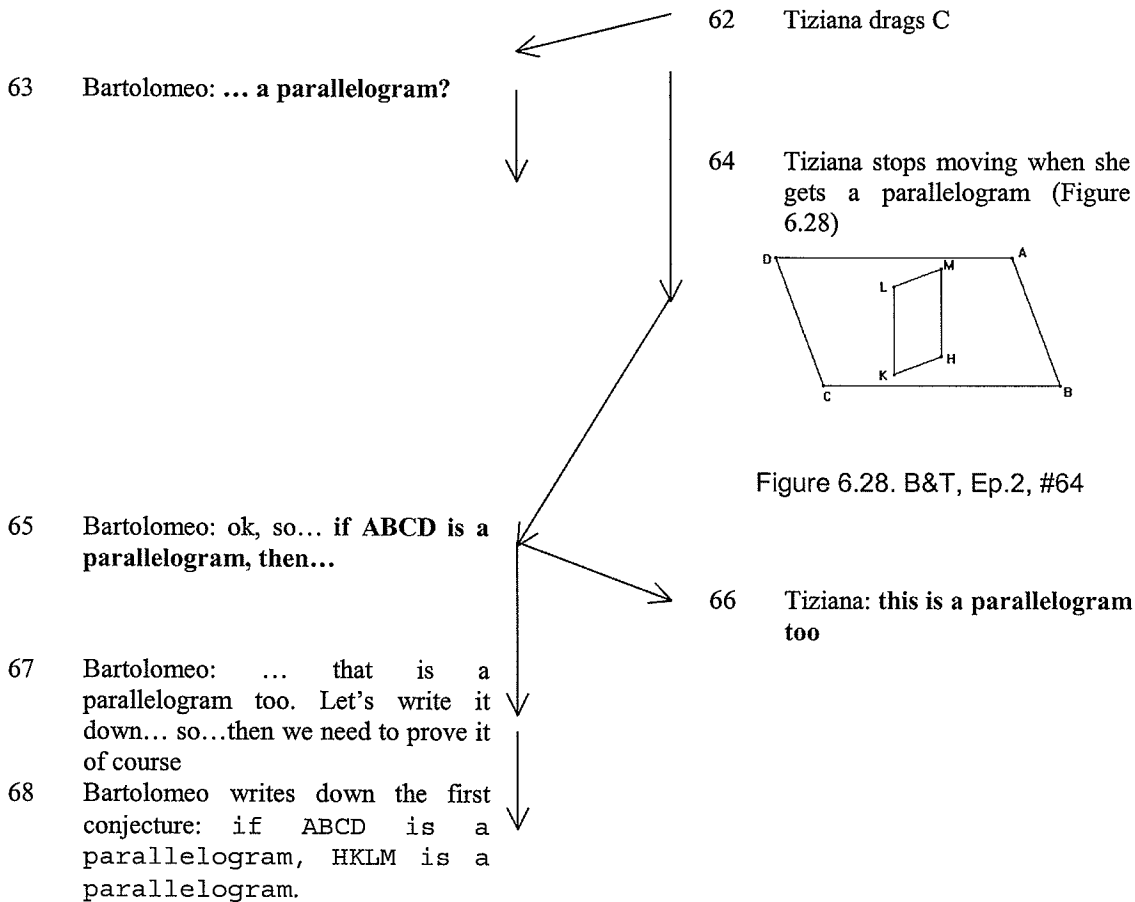 62 Tiziana drags C
63 Bartolomeo: … a parallelogram?
64 Tiziana stops moving when she
gets a parallelogram (Figure
6.28)
D
A
M
L
H
K
C
B
Figure 6.28. B&T, Ep.2, #64
65 Bartolomeo: ok, so… if ABCD is a
parallelogram, then…
66 Tiziana: this is a parallelogram
too
67 Bartolomeo: … that is a
parallelogram too. Let's write it
down… so…then we need to prove it
of course
68 Bartolomeo writes down the first
conjecture: if ABCD is a
parallelogram, HKLM is a
parallelogram.